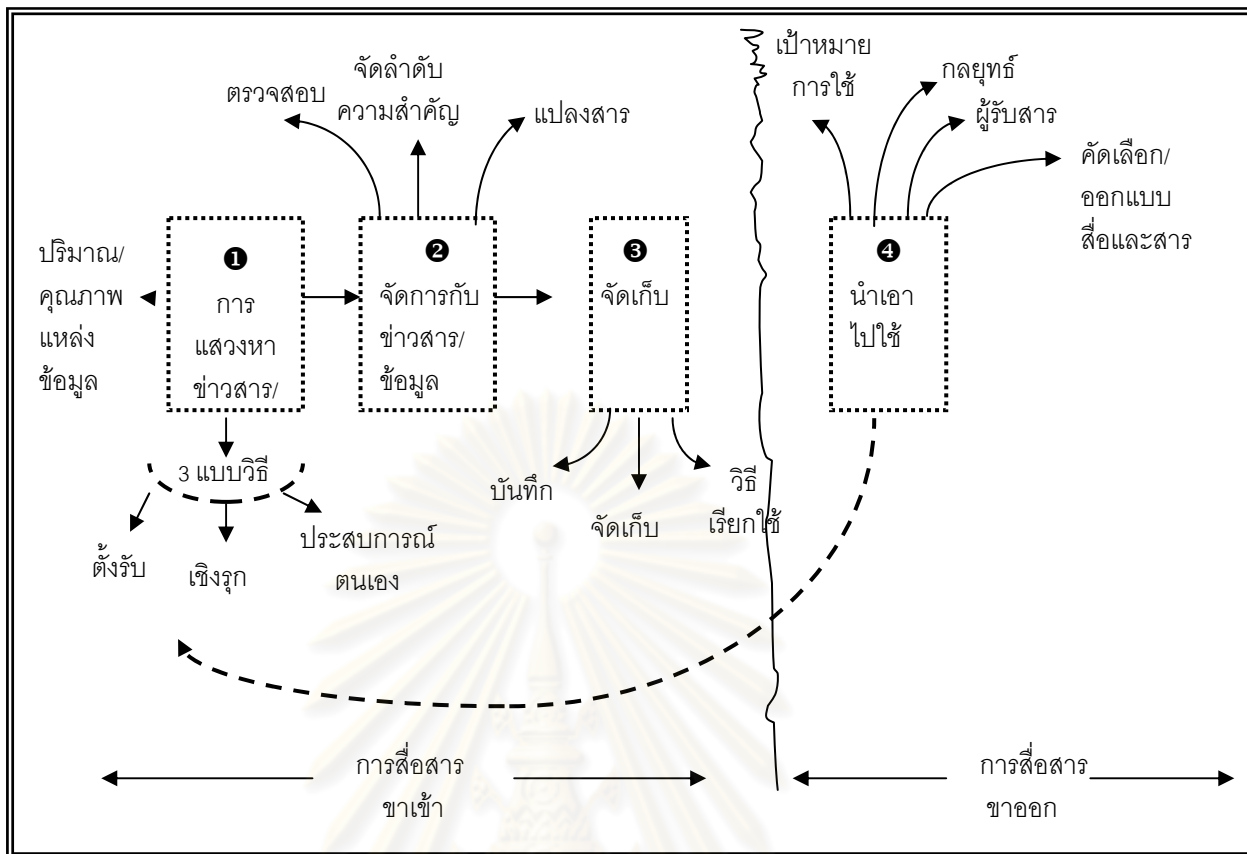 ตรวจสอบ
จัดลำดับ
ความสำคัญ
แปลงสาร
เป้าหมาย
การใช้
กลยุทธ์
ผู้รับสาร
คัดเลือก/
ออกแบบ
สื่อและสาร
ปริมาณ/
คุณภาพ
แหล่ง
ข้อมูล
❶
การ
แสวงหา
ข่าวสาร/
❷
จัดการกับ
ข่าวสาร/
ข้อมูล
❸
จัดเก็บ
❹
นำเอา
ไปใช้
3 แบบวิธี
ตั้งรับ
เชิงรุก
ประสบการณ์
ตนเอง
บันทึก
จัดเก็บ
วิธี
เรียกใช้
การสื่อสาร
ขาเข้า
การสื่อสาร
ขาออก